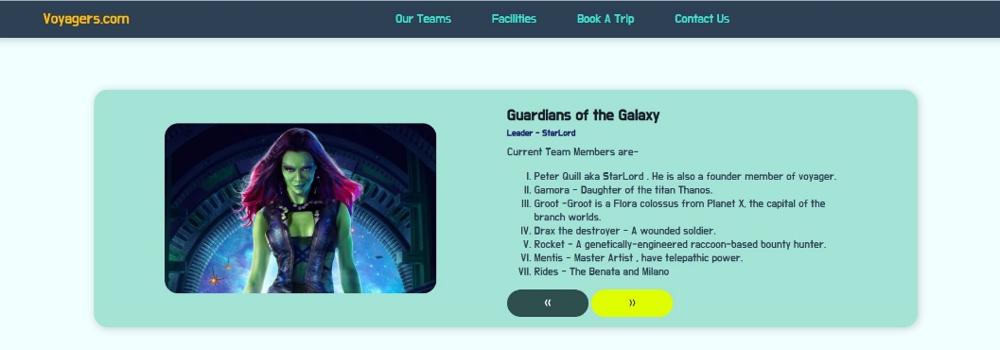 Voyagers.com Our Teams Facilities Book A Trip Contact Us
Guardians of the Galaxy
Leader - StarLord
Current Team Members are-
I. Peter Quill aka StarLord . He is also a founder member of voyager.
II. Gamora - Daughter of the titan Thanos.
III. Groot -Groot is a Flora colossus from Planet X, the capital of the
branch worlds.
IV. Drax the destroyer - A wounded soldier.
V. Rocket - A genetically-engineered raccoon-based bounty hunter.
VI. Mentis - Master Artist , have telepathic power.
VII. Rides - The Benata and Milano
« »